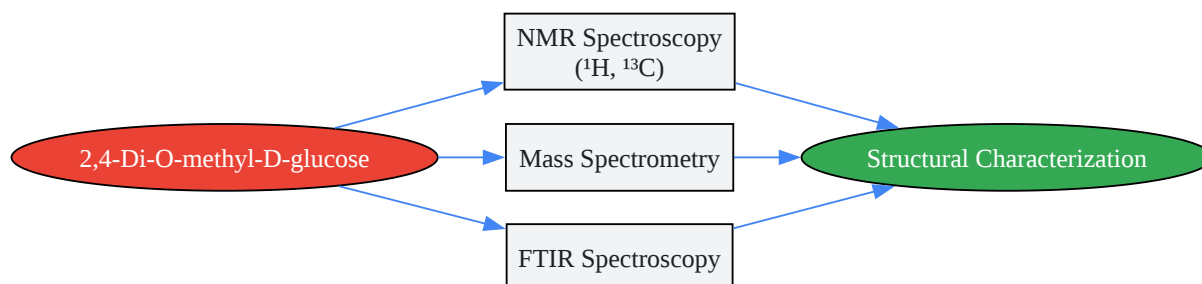 NMR Spectroscopy
(¹H, ¹³C)
2,4-Di-O-methyl-D-glucose
Mass Spectrometry
Structural Characterization
FTIR Spectroscopy